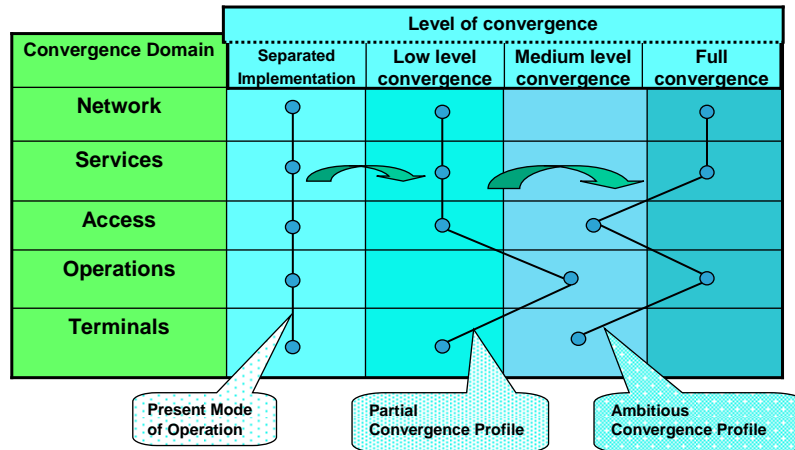 Level of convergence
Convergence Domain
Separated
Implementation
Low level
convergence
Medium level
convergence
Full
convergence
Network
Services
Access
Operations
Terminals
Present Mode
of Operation
Partial
Convergence Profile
Ambitious
Convergence Profile